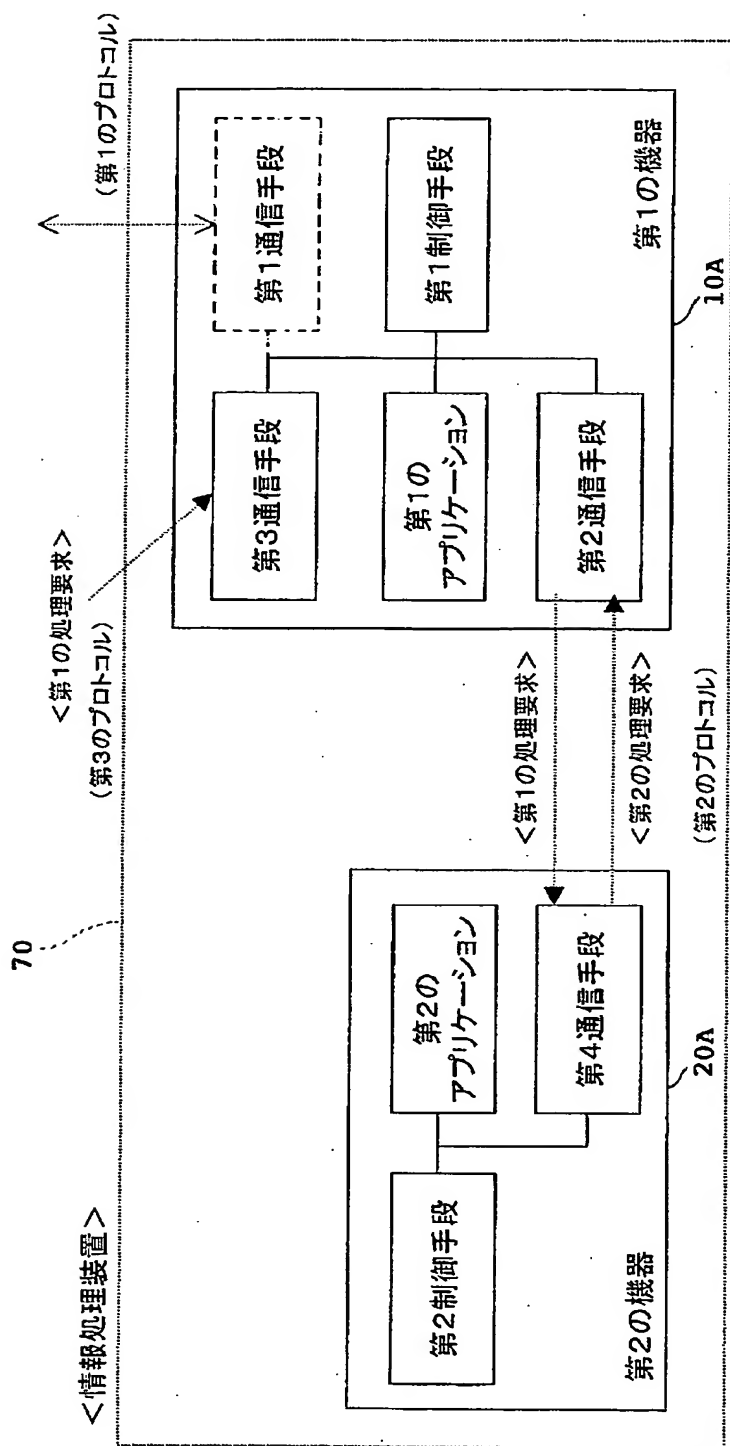 <情報処理装置>
70
<第1の処理要求>
(第3のプロトコル)
(第1のプロトコル)
第2の機器
第2制御手段
第2の
アプリケーション
第4通信手段
20A
<第1の処理要求>
<第2の処理要求>
(第2のプロトコル)
第3通信手段
第1通信手段
第1の
アプリケーション
第1制御手段
第2通信手段
第1の機器
10A